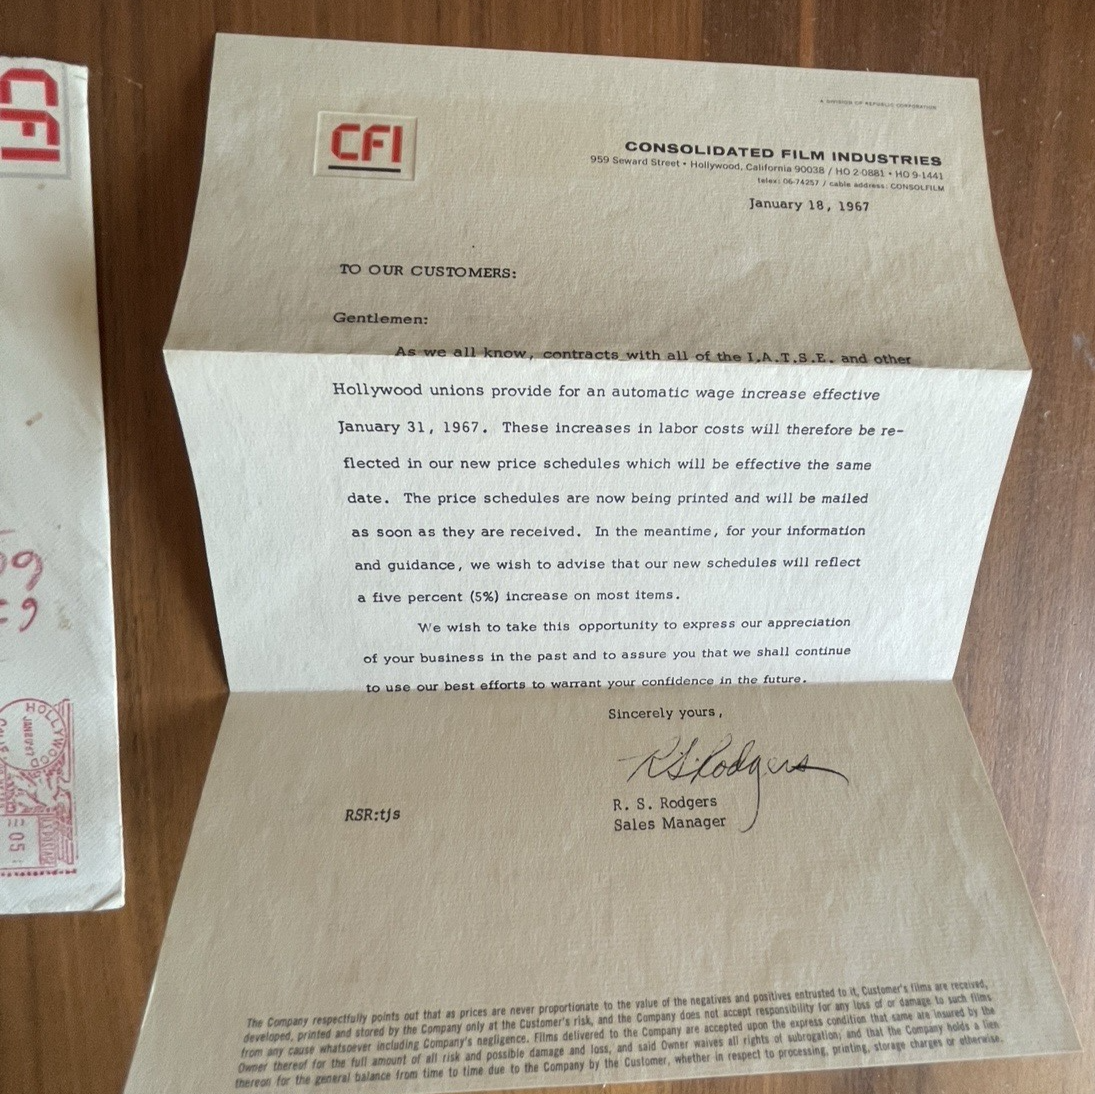 CFI
A DIVISION OF REPUBLIC CORPORATION
CFI
CONSOLIDATED FILM INDUSTRIES
959 Seward Street • Hollywood, California 90038 / HO 2-0881 • HO 9-1441
telex: 06-74257 / cable address: CONSOLFILM
January 18, 1967
TO OUR CUSTOMERS:
Gentlemen:
As we all know, contracts with all of the I.A.T.S.E. and other
Hollywood unions provide for an automatic wage increase effective
January 31, 1967. These increases in labor costs will therefore be re-
flected in our new price schedules which will be effective the same
date. The price schedules are now being printed and will be mailed
as soon as they are received. In the meantime, for your information
and guidance, we wish to advise that our new schedules will reflect
a five percent (5%) increase on most items.
We wish to take this opportunity to express our appreciation
of your business in the past and to assure you that we shall continue
to use our best efforts to warrant your confidence in the future.
Sincerely yours,
R S Rodgers
R. S. Rodgers
RSR:tjs
Sales Manager
HOLLYWOOD
05
The Company respectfully points out that as prices are never proportionate to the value of the negatives and positives entrusted to it, Customer's films are received,
developed, printed and stored by the Company only at the Customer's risk, and the Company does not accept responsibility for any loss of or damage to such films
from any cause whatsoever including Company's negligence. Films delivered to the Company are accepted upon the express condition that same are insured by the
Owner thereof for the full amount of all risk and possible damage and loss, and said Owner waives all rights of subrogation; and that the Company holds a lien
thereon for the general balance from time to time due to the Company by the Customer, whether in respect to processing, printing, storage charges or otherwise.